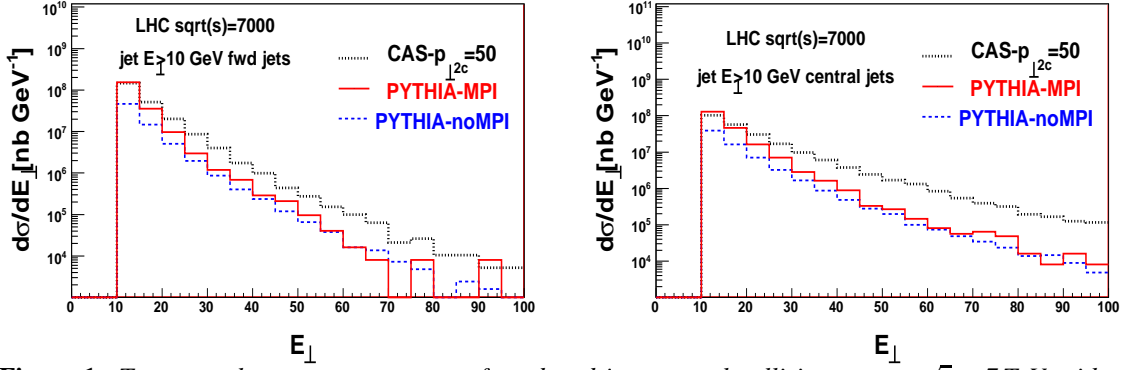 10^10
10^9
10^8
10^7
10^6
10^5
10^4
dσ/dE⊥[nb GeV^-1]
LHC sqrt(s)=7000
jet E⊥>10 GeV fwd jets
CAS-p⊥2c=50
PYTHIA-MPI
PYTHIA-noMPI
0 10 20 30 40 50 60 70 80 90 100
E⊥
10^11
10^10
10^9
10^8
10^7
10^6
10^5
10^4
dσ/dE⊥[nb GeV^-1]
LHC sqrt(s)=7000
jet E⊥>10 GeV central jets
CAS-p⊥2c=50
PYTHIA-MPI
PYTHIA-noMPI
0 10 20 30 40 50 60 70 80 90 100
E⊥